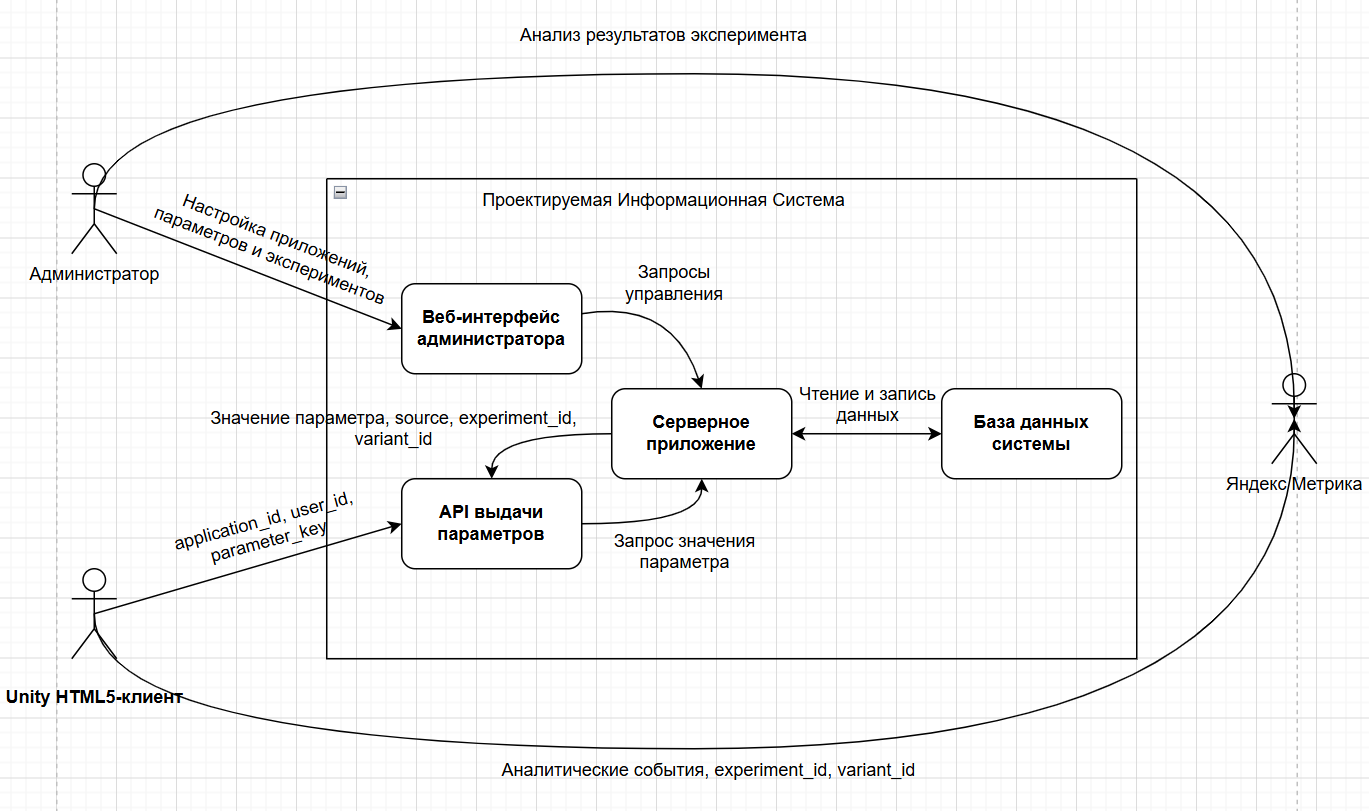 Анализ результатов эксперимента
Проектируемая Информационная Система
Настройка приложений,
параметров и экспериментов
Администратор
Запросы
управления
Веб-интерфейс
администратора
Чтение и запись
данных
Значение параметра, source, experiment_id,
variant_id
Серверное
приложение
База данных
системы
Яндекс Метрика
application_id, user_id,
parameter_key
API выдачи
параметров
Запрос значения
параметра
Unity HTML5-клиент
Аналитические события, experiment_id, variant_id